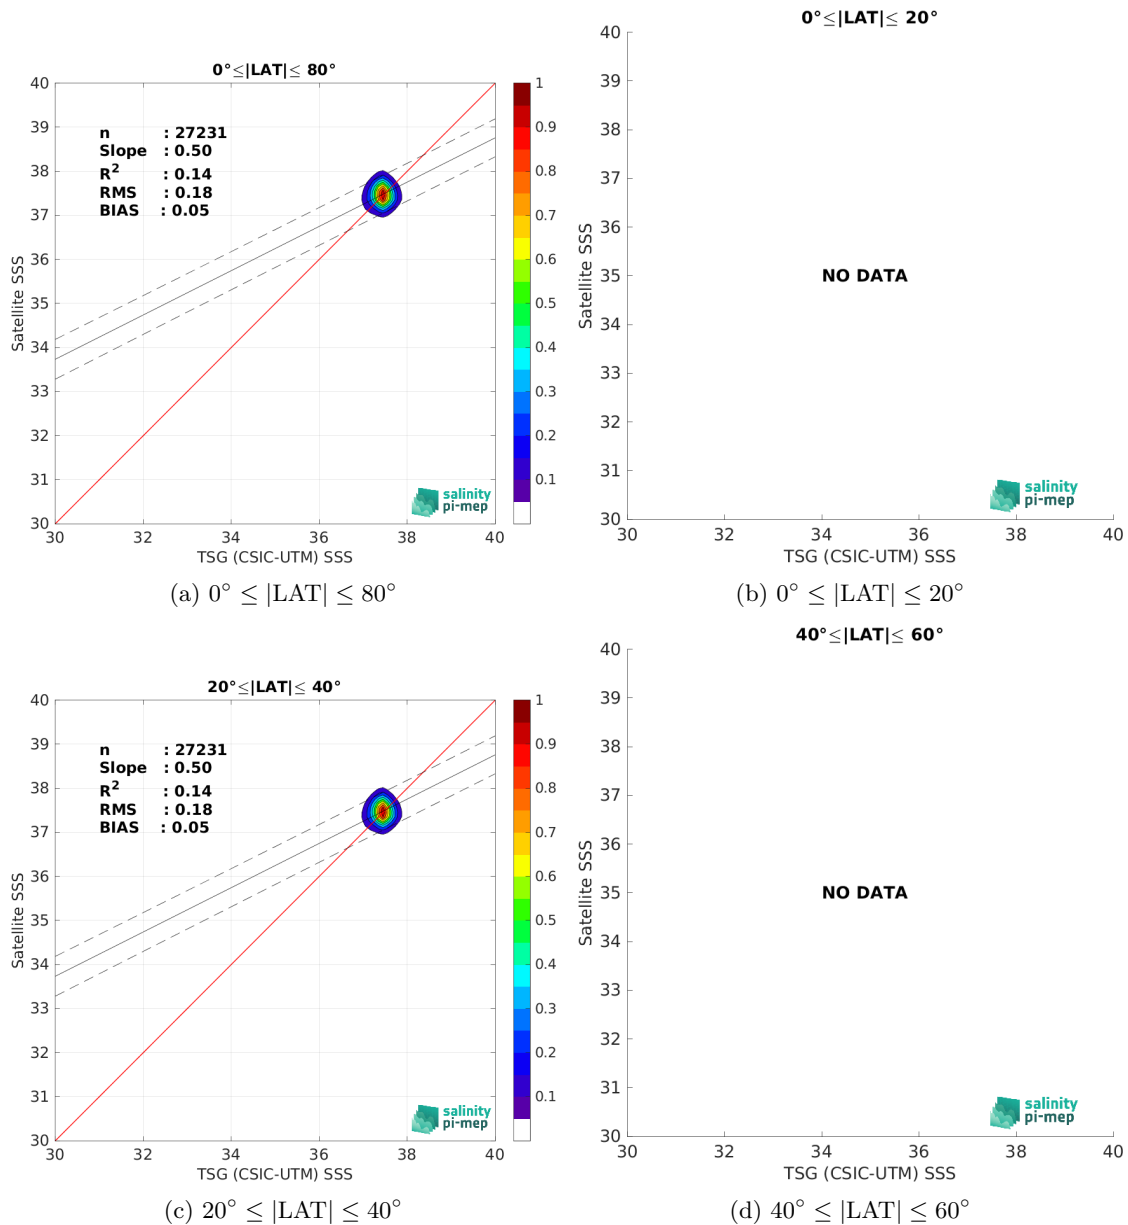 0°≤|LAT|≤ 80°
40
39
38
37
36
35
34
33
32
31
30
Satellite SSS
n : 27231
Slope : 0.50
R² : 0.14
RMS : 0.18
BIAS : 0.05
salinity
pi-mep
30 32 34 36 38 40
TSG (CSIC-UTM) SSS
1
0.9
0.8
0.7
0.6
0.5
0.4
0.3
0.2
0.1
(a) 0° ≤ |LAT| ≤ 80°
0°≤|LAT|≤ 20°
40
39
38
37
36
35
34
33
32
31
30
Satellite SSS
NO DATA
salinity
pi-mep
30 32 34 36 38 40
TSG (CSIC-UTM) SSS
(b) 0° ≤ |LAT| ≤ 20°
20°≤|LAT|≤ 40°
40
39
38
37
36
35
34
33
32
31
30
Satellite SSS
n : 27231
Slope : 0.50
R² : 0.14
RMS : 0.18
BIAS : 0.05
salinity
pi-mep
30 32 34 36 38 40
TSG (CSIC-UTM) SSS
1
0.9
0.8
0.7
0.6
0.5
0.4
0.3
0.2
0.1
(c) 20° ≤ |LAT| ≤ 40°
40°≤|LAT|≤ 60°
40
39
38
37
36
35
34
33
32
31
30
Satellite SSS
NO DATA
salinity
pi-mep
30 32 34 36 38 40
TSG (CSIC-UTM) SSS
(d) 40° ≤ |LAT| ≤ 60°